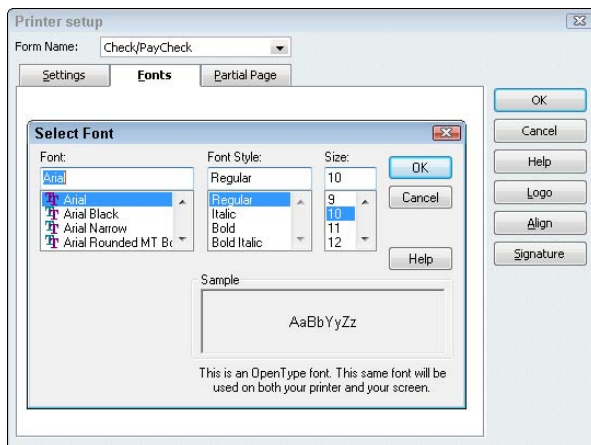 Printer setup
Form Name: Check/PayCheck
Settings Fonts Partial Page
OK
Cancel
Help
Logo
Align
Signature
Select Font
Font: Font Style: Size:
Arial Regular 10
OK
Cancel
Help
Arial Regular 9
Arial Black Italic 10
Arial Narrow Bold 11
Arial Rounded MT Bo Bold Italic 12
Sample
AaBbYyZz
This is an OpenType font. This same font will be
used on both your printer and your screen.